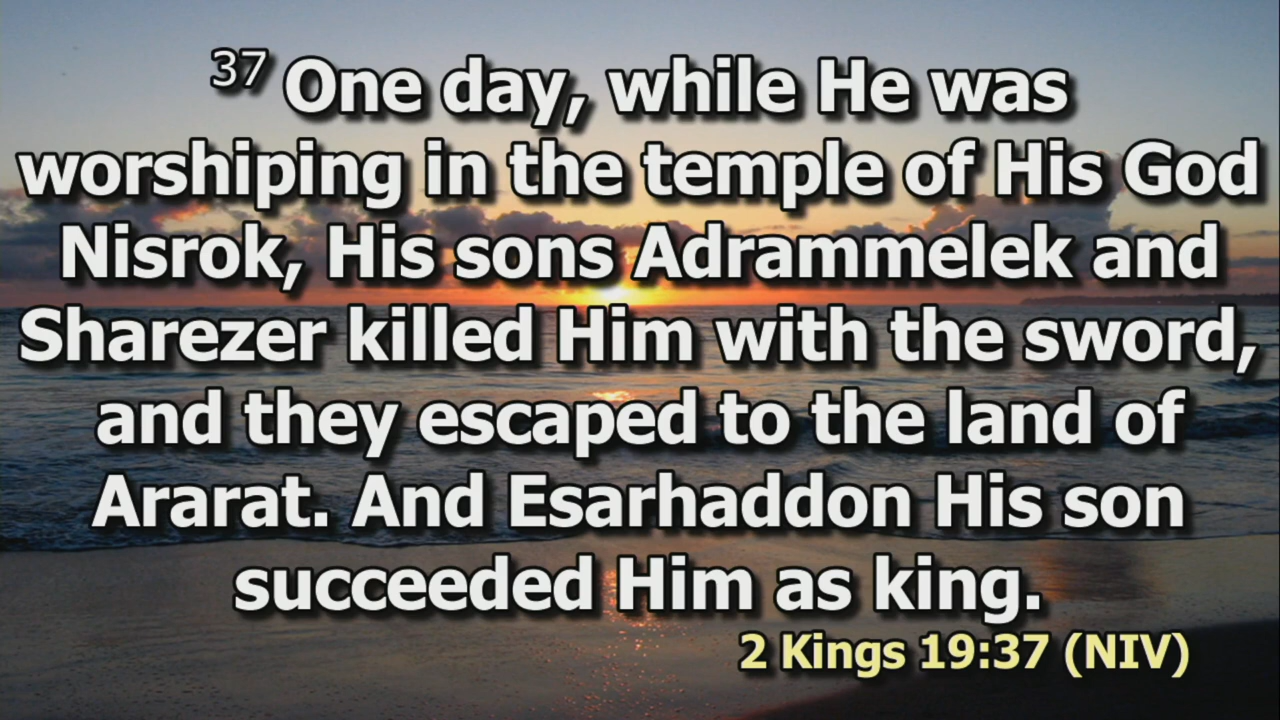 37 One day, while He was
worshiping in the temple of His God
Nisrok, His sons Adrammelek and
Sharezer killed Him with the sword,
and they escaped to the land of
Ararat. And Esarhaddon His son
succeeded Him as king.
2 Kings 19:37 (NIV)